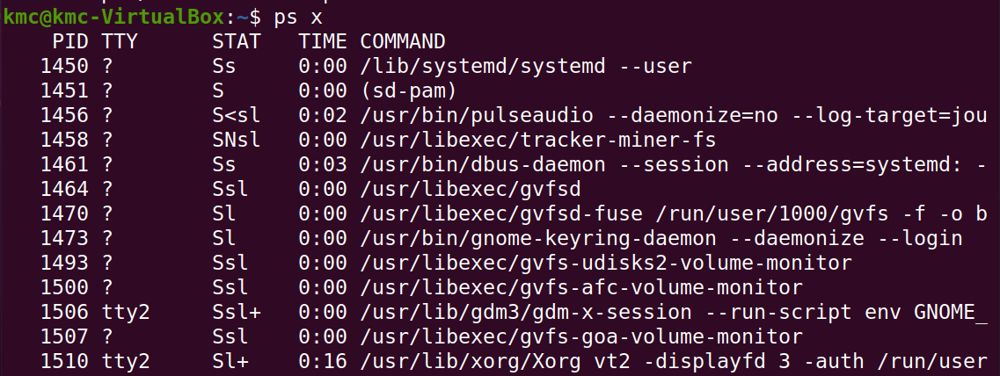 kmc@kmc-VirtualBox:~$ ps x
    PID TTY      STAT   TIME COMMAND
   1450 ?        Ss     0:00 /lib/systemd/systemd --user
   1451 ?        S      0:00 (sd-pam)
   1456 ?        S<sl   0:02 /usr/bin/pulseaudio --daemonize=no --log-target=jou
   1458 ?        SNsl   0:00 /usr/libexec/tracker-miner-fs
   1461 ?        Ss     0:03 /usr/bin/dbus-daemon --session --address=systemd: -
   1464 ?        Ssl    0:00 /usr/libexec/gvfsd
   1470 ?        Sl     0:00 /usr/libexec/gvfsd-fuse /run/user/1000/gvfs -f -o b
   1473 ?        Sl     0:00 /usr/bin/gnome-keyring-daemon --daemonize --login
   1493 ?        Ssl    0:00 /usr/libexec/gvfs-udisks2-volume-monitor
   1500 ?        Ssl    0:00 /usr/libexec/gvfs-afc-volume-monitor
   1506 tty2     Ssl+   0:00 /usr/lib/gdm3/gdm-x-session --run-script env GNOME_
   1507 ?        Ssl    0:00 /usr/libexec/gvfs-goa-volume-monitor
   1510 tty2     Sl+    0:16 /usr/lib/xorg/Xorg vt2 -displayfd 3 -auth /run/user